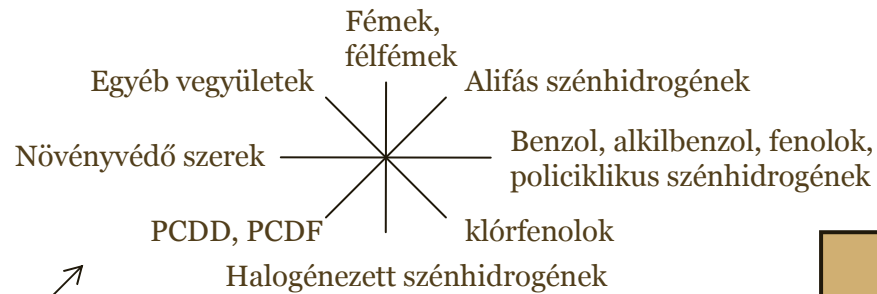 Fémek,
félfémek
Egyéb vegyületek
Alifás szénhidrogének
Növényvédő szerek
Benzol, alkilbenzol, fenolok,
policiklikus szénhidrogének
PCDD, PCDF
klórfenolok
Halogénezett szénhidrogének